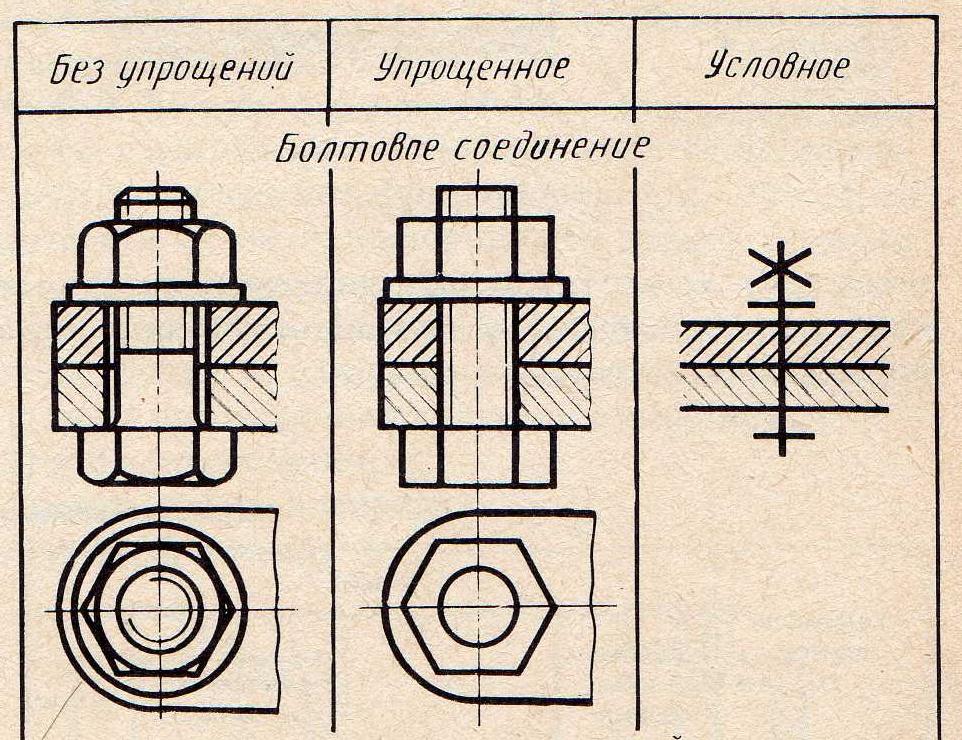 Без упрощений
Упрощенное
Условное
Болтовое соединение